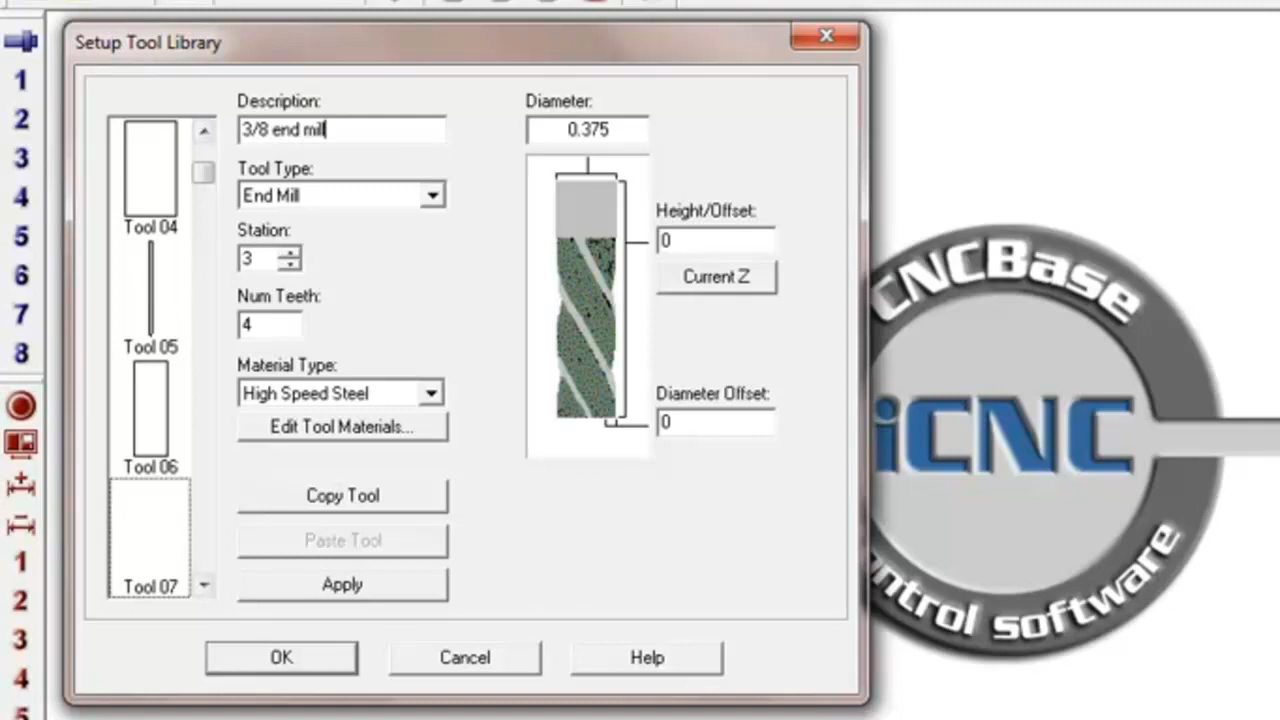 Setup Tool Library
1
2
3
4
5
6
7
8
1
2
3
4
5
Tool 04
Tool 05
Tool 06
Tool 07
Description:
3/8 end mill
Tool Type:
End Mill
Station:
3
Num Teeth:
4
Material Type:
High Speed Steel
Edit Tool Materials...
Copy Tool
Paste Tool
Apply
Diameter:
0.375
Height/Offset:
0
Current Z
Diameter Offset:
0
OK
Cancel
Help
CNCBase
iCNC
ntrol software